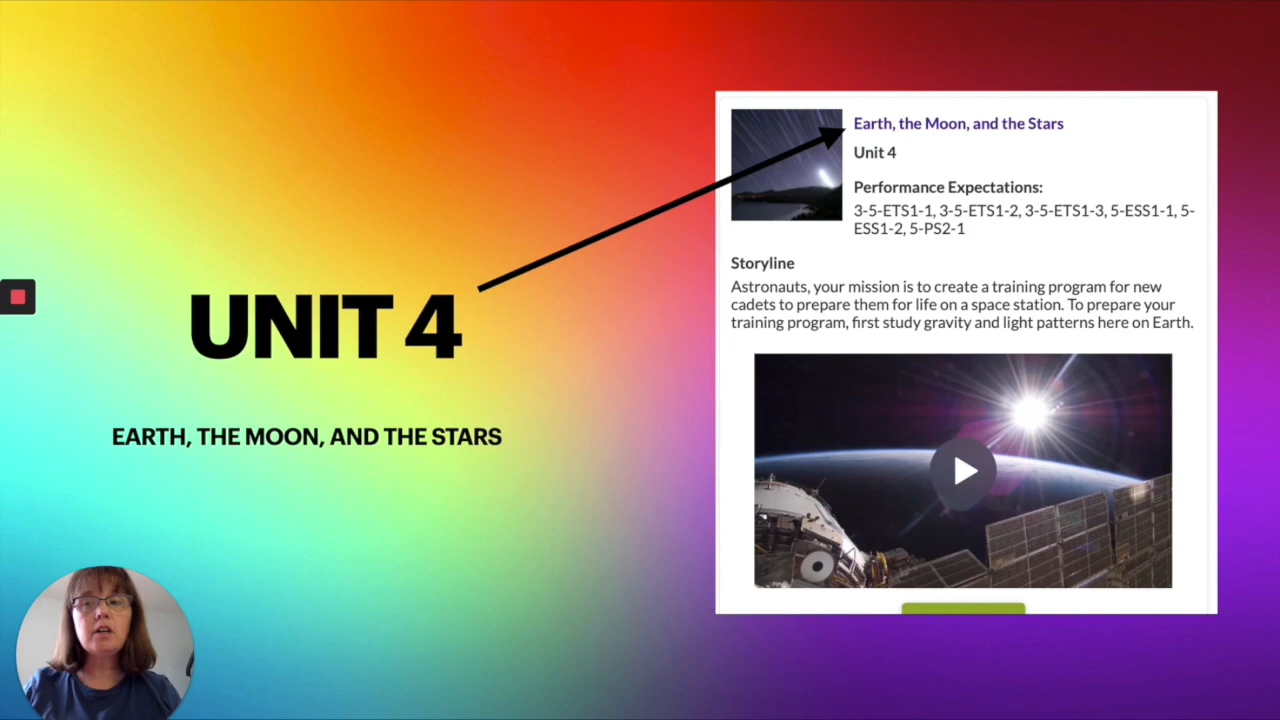 UNIT 4
EARTH, THE MOON, AND THE STARS
Earth, the Moon, and the Stars
Unit 4
Performance Expectations:
3-5-ETS1-1, 3-5-ETS1-2, 3-5-ETS1-3, 5-ESS1-1, 5-
ESS1-2, 5-PS2-1
Storyline
Astronauts, your mission is to create a training program for new
cadets to prepare them for life on a space station. To prepare your
training program, first study gravity and light patterns here on Earth.